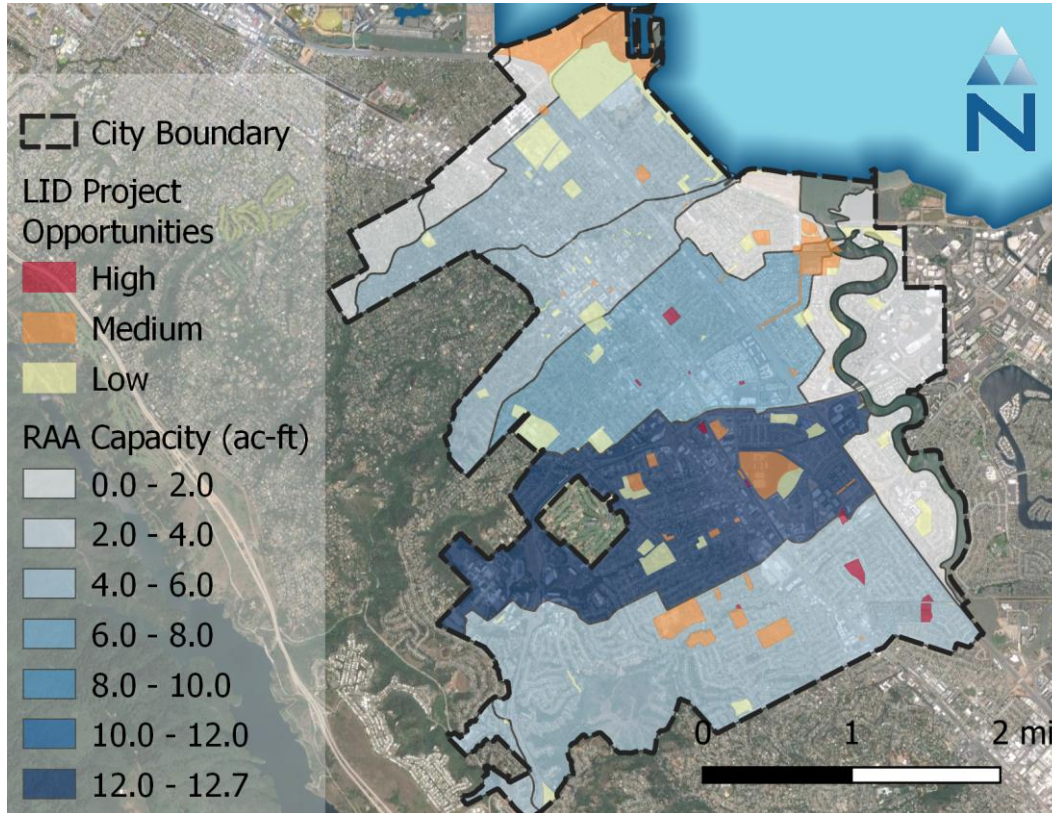 N
City Boundary
LID Project
Opportunities
High
Medium
Low
RAA Capacity (ac-ft)
0.0 - 2.0
2.0 - 4.0
4.0 - 6.0
6.0 - 8.0
8.0 - 10.0
10.0 - 12.0
12.0 - 12.7
0 1 2 mi